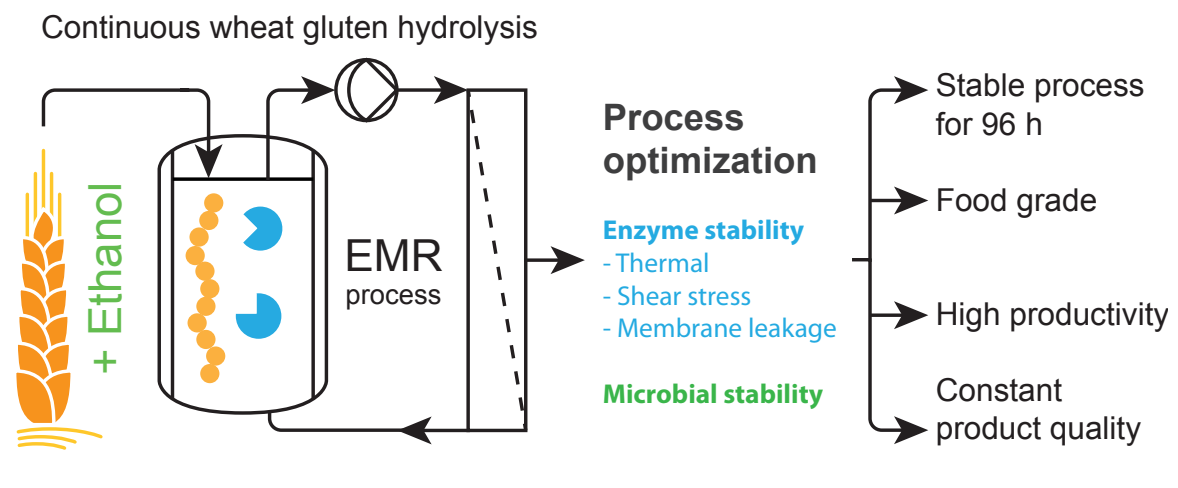 Continuous wheat gluten hydrolysis
+ Ethanol
EMR
process
Process
optimization
Enzyme stability
- Thermal
- Shear stress
- Membrane leakage
Microbial stability
Stable process
for 96 h
Food grade
High productivity
Constant
product quality